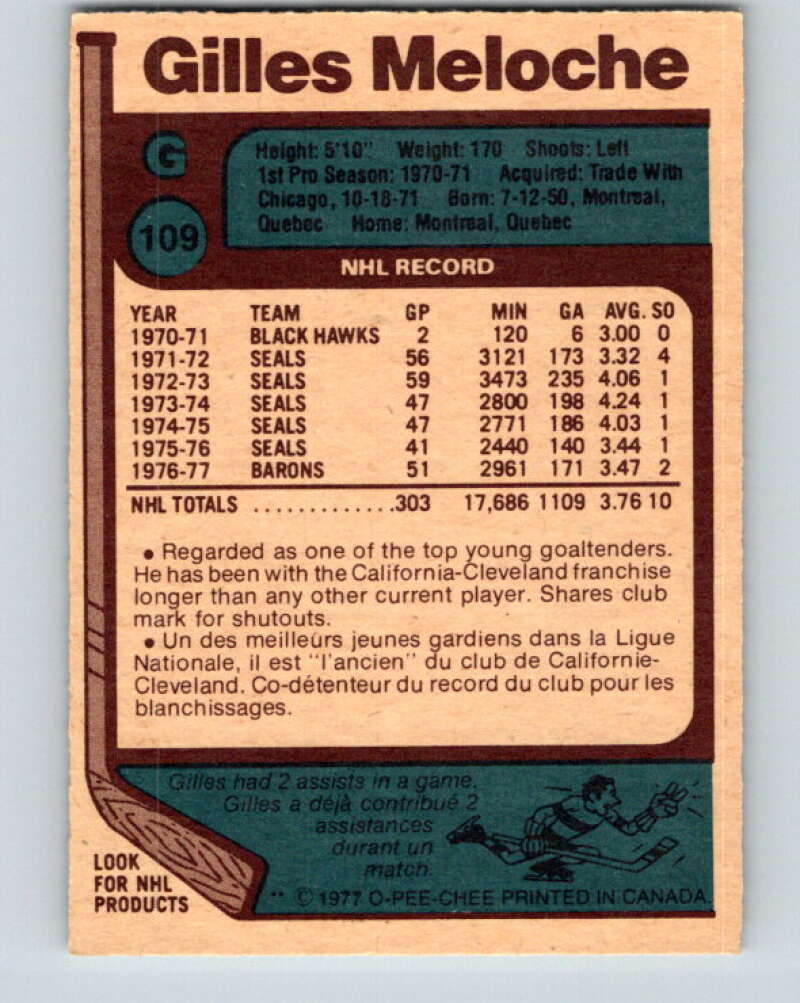 Gilles Meloche
G
Height: 5'10" Weight: 170 Shoots: Left
1st Pro Season: 1970-71 Acquired: Trade With
Chicago, 10-18-71 Born: 7-12-50, Montreal,
Quebec Home: Montreal, Quebec
109
NHL RECORD
YEAR TEAM GP MIN GA AVG. SO
1970-71 BLACK HAWKS 2 120 6 3.00 0
1971-72 SEALS 56 3121 173 3.32 4
1972-73 SEALS 59 3473 235 4.06 1
1973-74 SEALS 47 2800 198 4.24 1
1974-75 SEALS 47 2771 186 4.03 1
1975-76 SEALS 41 2440 140 3.44 1
1976-77 BARONS 51 2961 171 3.47 2
NHL TOTALS .............303 17,686 1109 3.76 10
• Regarded as one of the top young goaltenders.
He has been with the California-Cleveland franchise
longer than any other current player. Shares club
mark for shutouts.
• Un des meilleurs jeunes gardiens dans la Ligue
Nationale, il est "l'ancien" du club de Californie-
Cleveland. Co-détenteur du record du club pour les
blanchissages.
Gilles had 2 assists in a game.
Gilles a déjà contribué 2
assistances
durant un
match.
LOOK
FOR NHL
PRODUCTS
** © 1977 O-PEE-CHEE PRINTED IN CANADA.